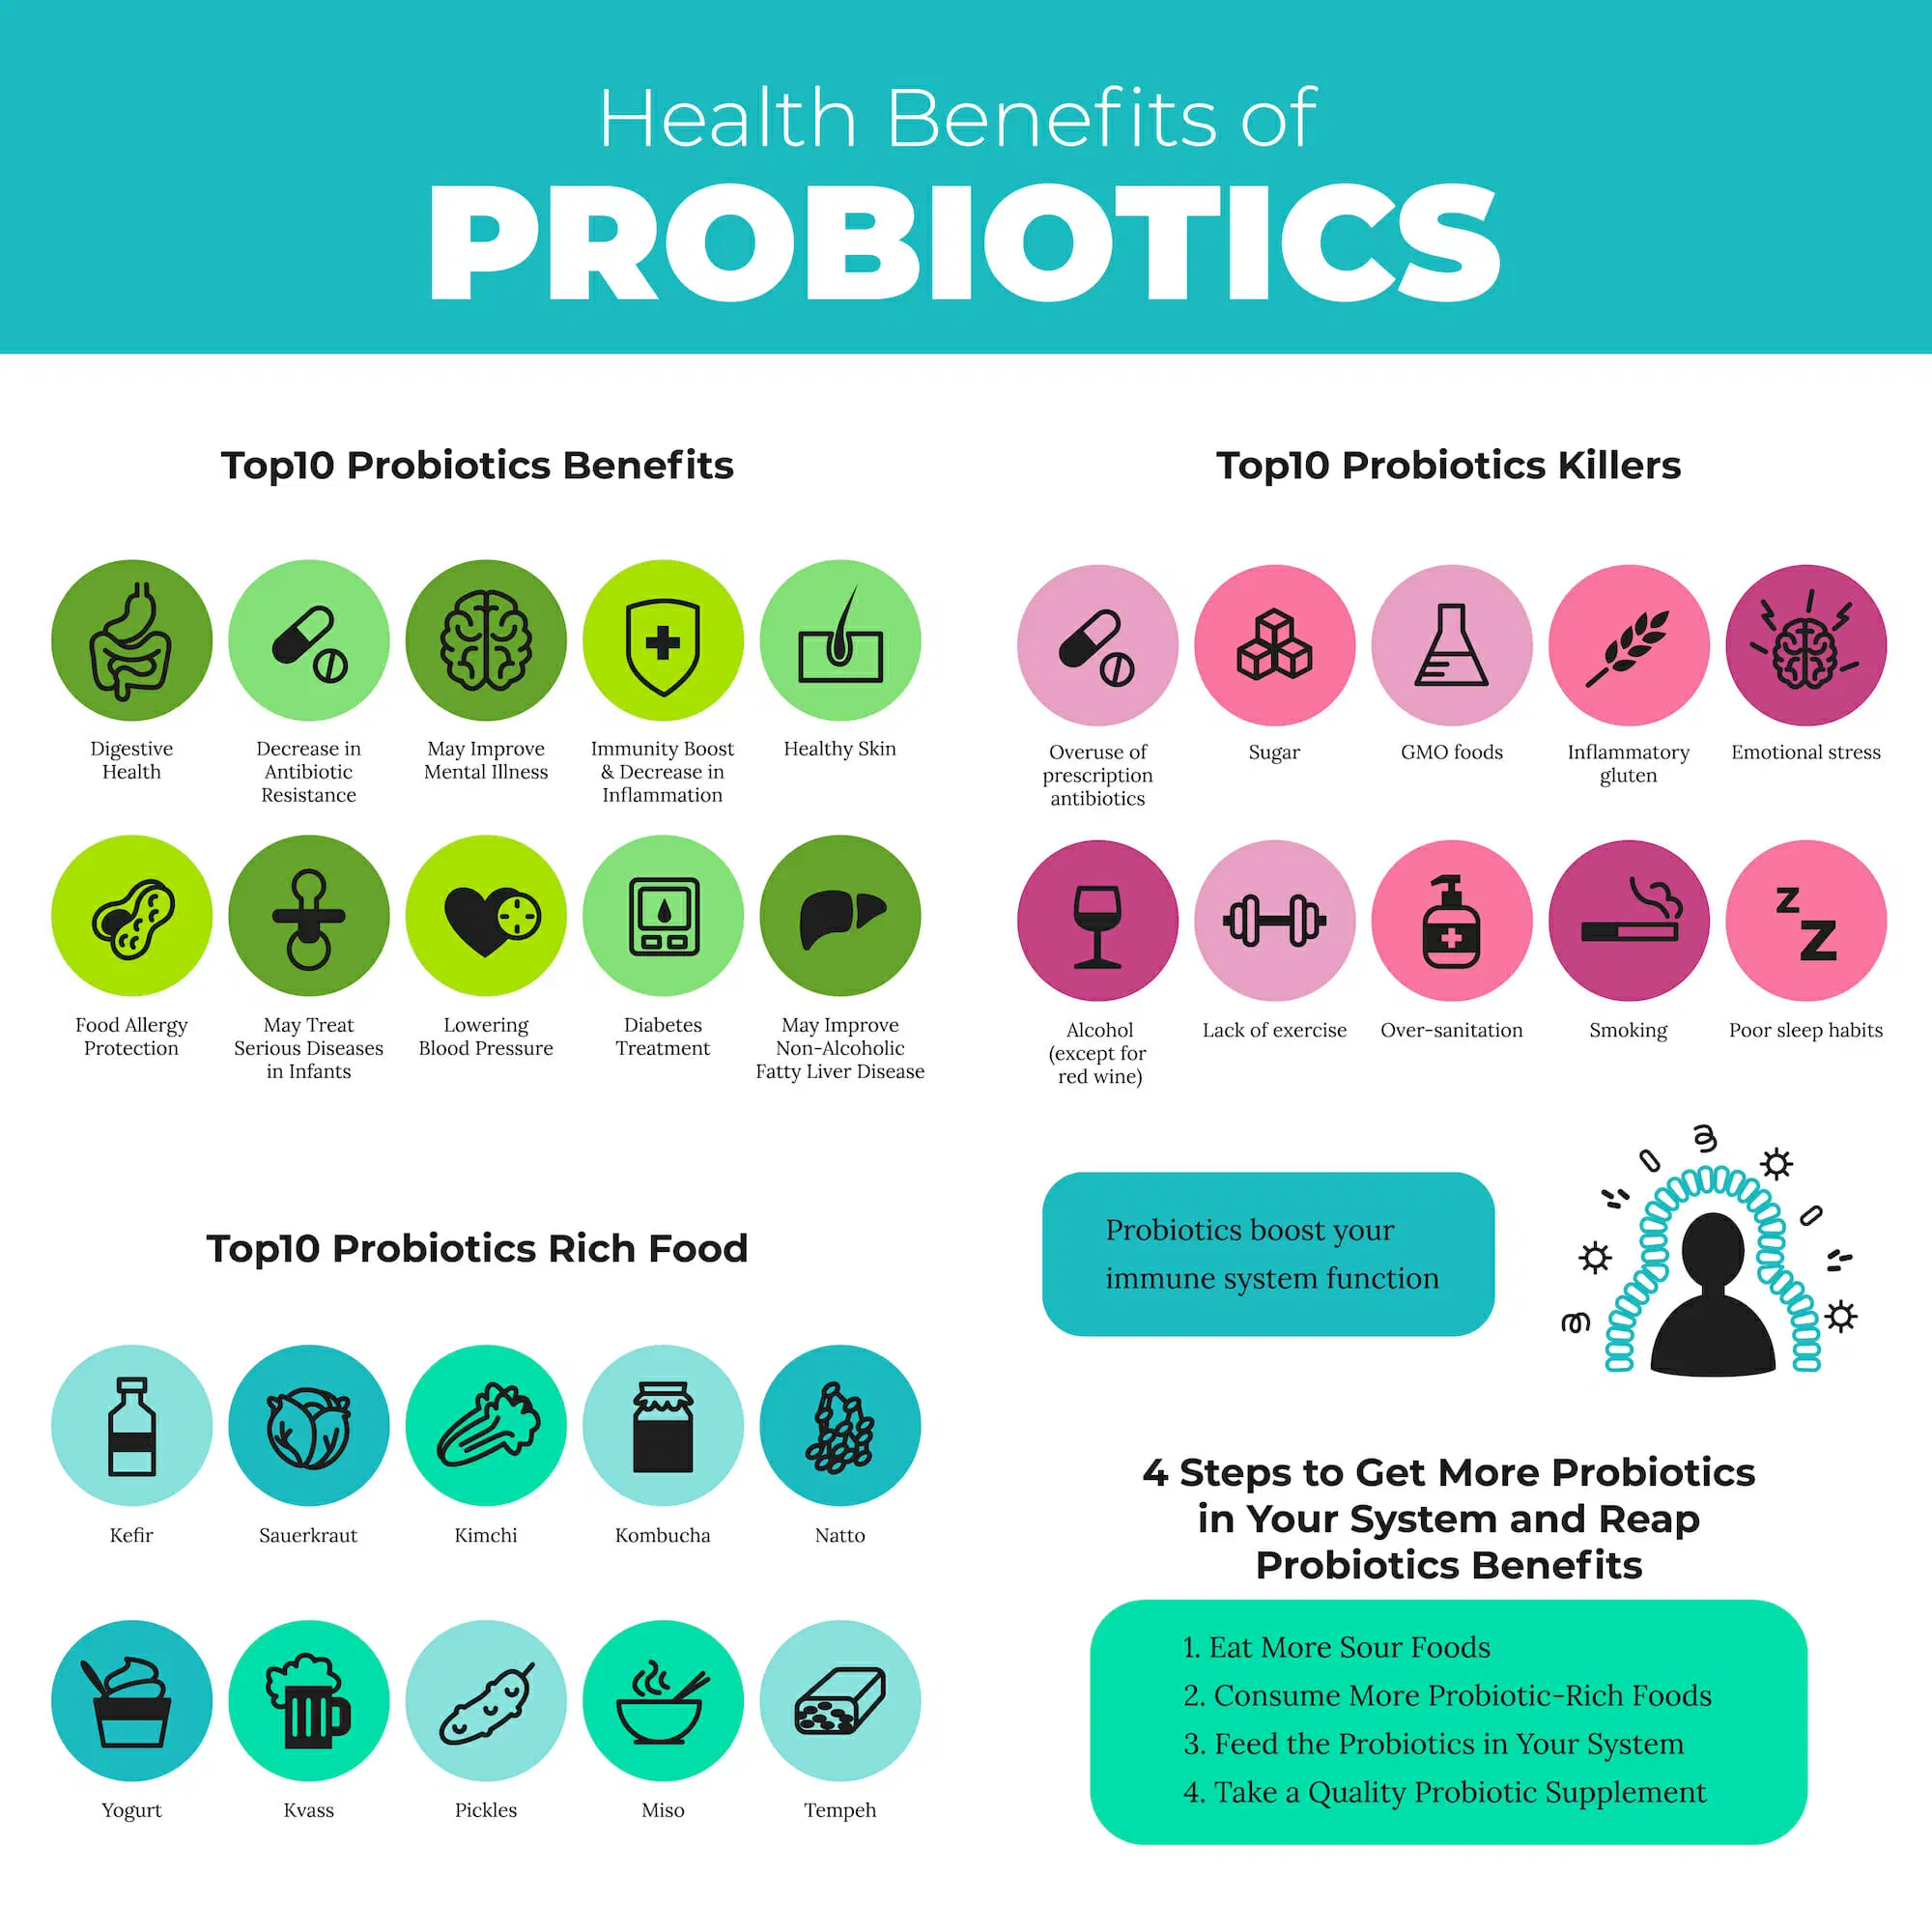 Health Benefits of
PROBIOTICS
Top10 Probiotics Benefits
Digestive
Health
Decrease in
Antibiotic
Resistance
May Improve
Mental Illness
Immunity Boost
& Decrease in
Inflammation
Healthy Skin
Food Allergy
Protection
May Treat
Serious Diseases
in Infants
Lowering
Blood Pressure
Diabetes
Treatment
May Improve
Non-Alcoholic
Fatty Liver Disease
Top10 Probiotics Killers
Overuse of
prescription
antibiotics
Sugar
GMO foods
Inflammatory
gluten
Emotional stress
Alcohol
(except for
red wine)
Lack of exercise
Over-sanitation
Smoking
z
z
Poor sleep habits
Top10 Probiotics Rich Food
Kefir
Sauerkraut
Kimchi
Kombucha
Natto
Yogurt
Kvass
Pickles
Miso
Tempeh
Probiotics boost your
immune system function
4 Steps to Get More Probiotics
in Your System and Reap
Probiotics Benefits
1. Eat More Sour Foods
2. Consume More Probiotic-Rich Foods
3. Feed the Probiotics in Your System
4. Take a Quality Probiotic Supplement